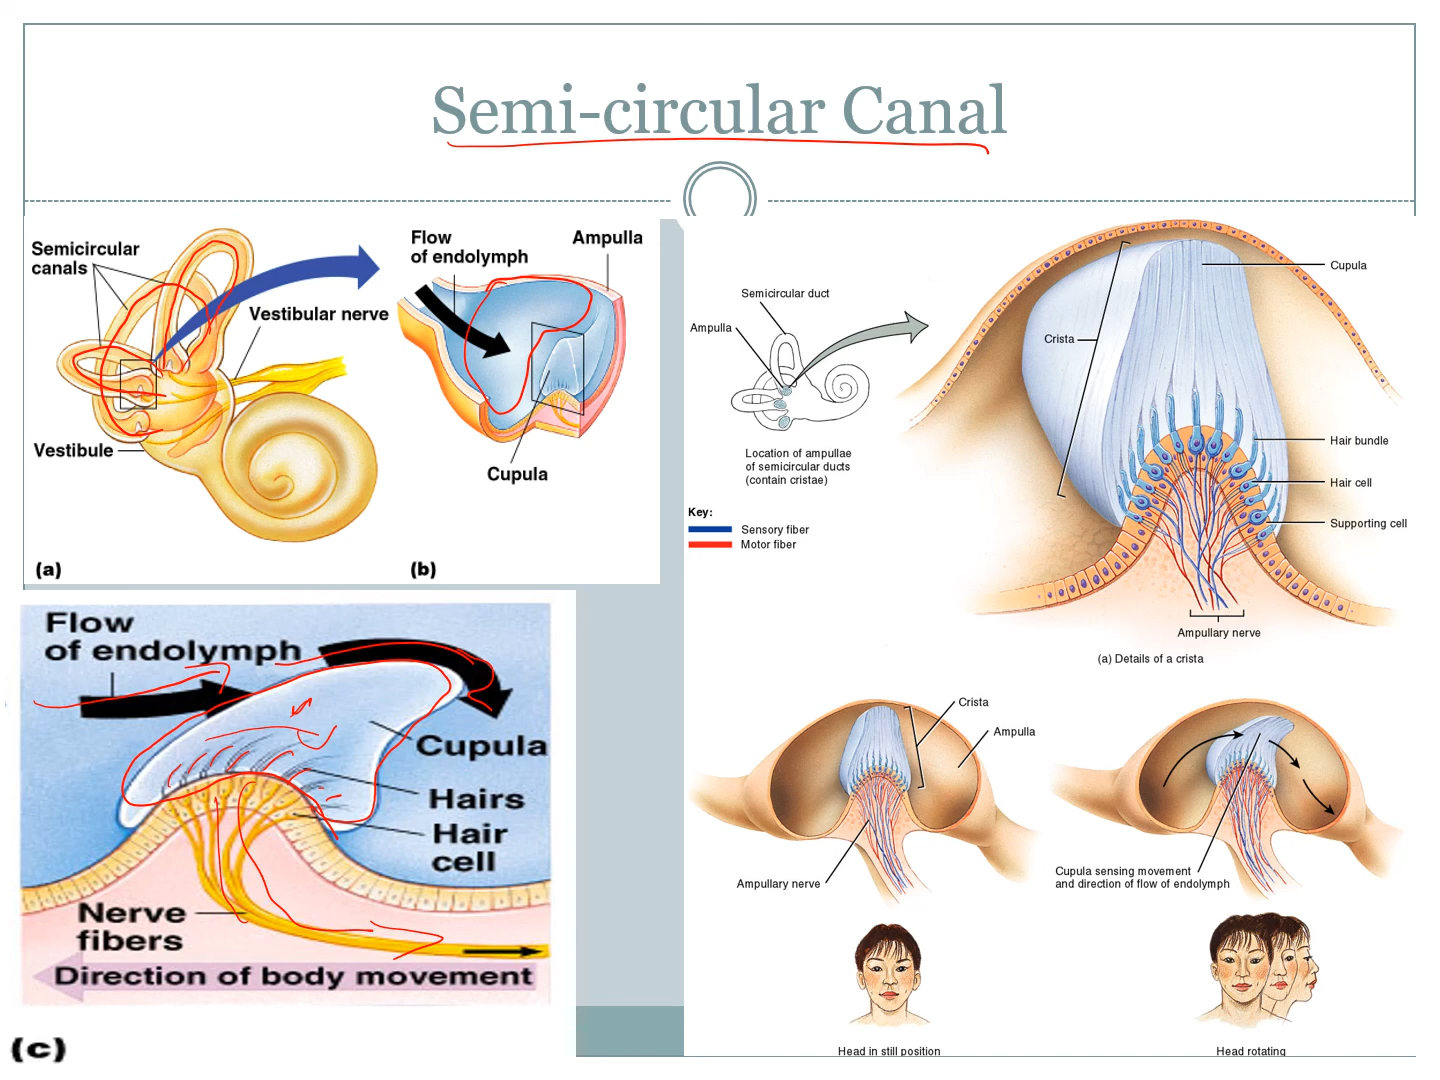 Semi-circular Canal
Semicircular
canals
Vestibular nerve
Vestibule
(a)
Flow
of endolymph
Ampulla
Cupula
(b)
Flow
of endolymph
Cupula
Hairs
Hair
cell
Nerve
fibers
Direction of body movement
(c)
Semicircular duct
Ampulla
Location of ampullae
of semicircular ducts
(contain cristae)
Key:
Sensory fiber
Motor fiber
Cupula
Crista
Hair bundle
Hair cell
Supporting cell
Ampullary nerve
(a) Details of a crista
Crista
Ampulla
Ampullary nerve
Cupula sensing movement
and direction of flow of endolymph
Head in still position
Head rotating